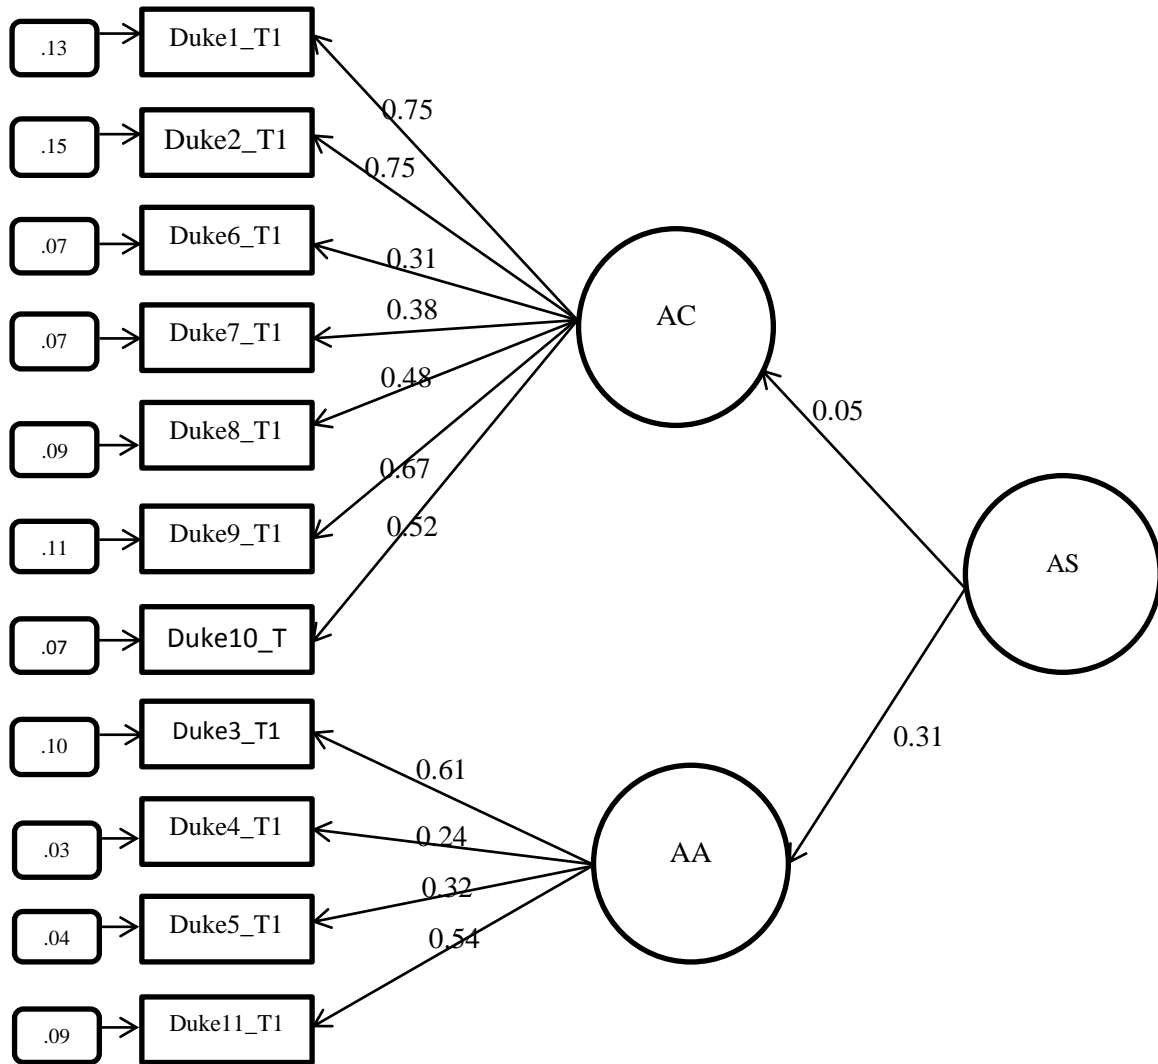 .13
Duke1_T1
0.75
.15
Duke2_T1
0.75
.07
Duke6_T1
0.31
.07
Duke7_T1
0.38
.09
Duke8_T1
0.48
.11
Duke9_T1
0.67
.07
Duke10_T
0.52
AC
0.05
AS
0.31
.10
Duke3_T1
0.61
.03
Duke4_T1
0.24
.04
Duke5_T1
0.32
.09
Duke11_T1
0.54
AA